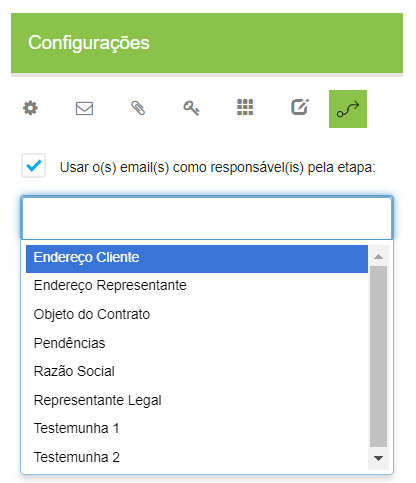 Configurações
Usar o(s) email(s) como responsável(is) pela etapa:
Endereço Cliente
Endereço Representante
Objeto do Contrato
Pendências
Razão Social
Representante Legal
Testemunha 1
Testemunha 2